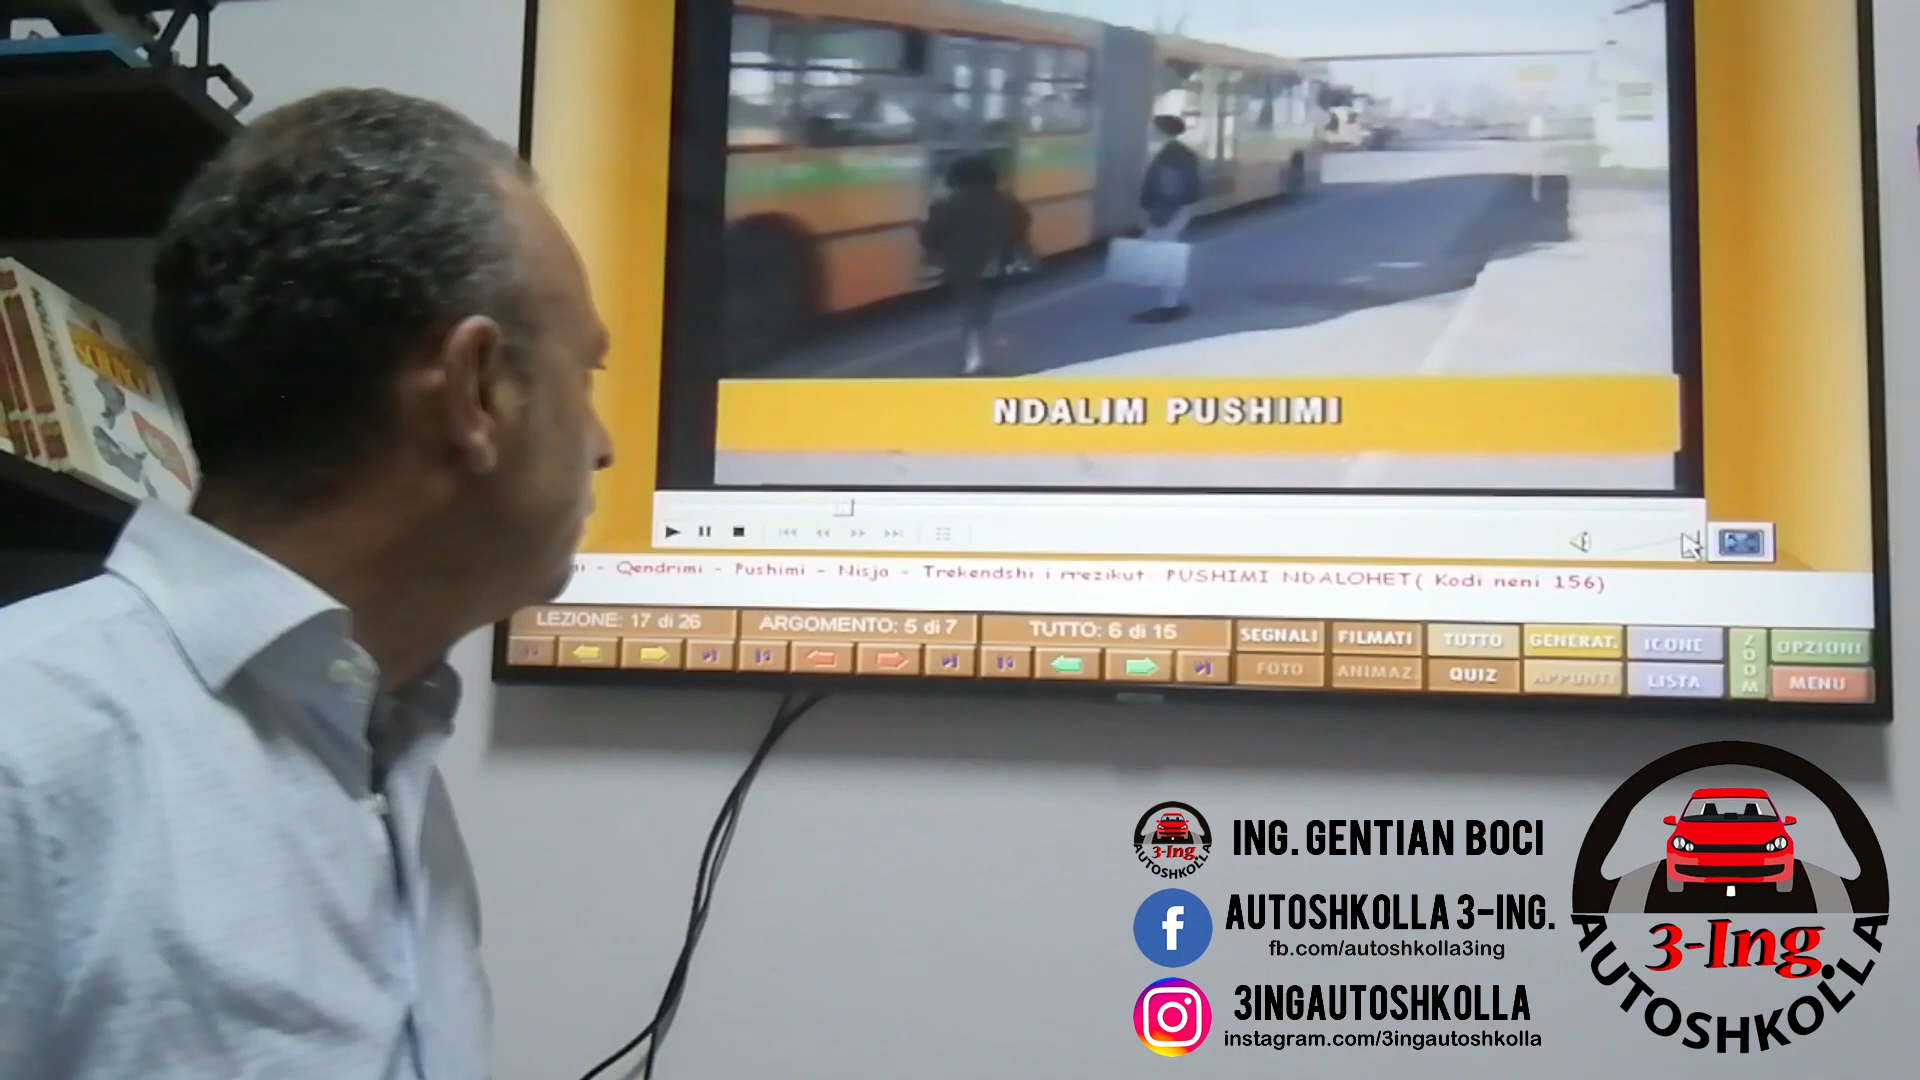 NDALIM PUSHIMI
- Qendrimi - Pushimi - Nisja - Trekendshi i rrezikut: PUSHIMI NDALOHET( Kodi neni 156)
LEZIONE: 17 di 26
ARGOMENTO: 5 di 7
TUTTO: 6 di 15
SEGNALI
FILMATI
TUTTO
GENERAT.
ICONE
ZOOM
OPZIONI
FOTO
ANIMAZ.
QUIZ
APPUNTI
LISTA
MENU
3-Ing.
AUTOSHKOLLA
ING. GENTIAN BOCI
AUTOSHKOLLA 3-ING.
fb.com/autoshkolla3ing
3INGAUTOSHKOLLA
instagram.com/3ingautoshkolla
3-Ing.
AUTOSHKOLLA